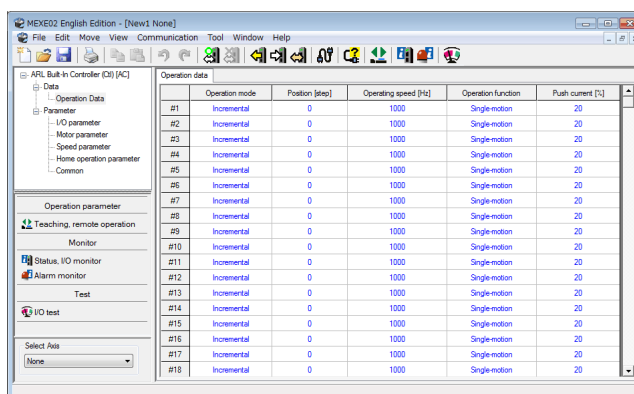 MEXE02 English Edition - [New1 None]
File Edit Move View Communication Tool Window Help
ARL Built-In Controller (Ctl) [AC]
Data
Operation Data
Parameter
I/O parameter
Motor parameter
Speed parameter
Home operation parameter
Common
Operation parameter
Teaching, remote operation
Monitor
Status, I/O monitor
Alarm monitor
Test
I/O test
Select Axis
None
Operation data
Operation mode Position [step] Operating speed [Hz] Operation function Push current [%]
#1 Incremental 0 1000 Single-motion 20
#2 Incremental 0 1000 Single-motion 20
#3 Incremental 0 1000 Single-motion 20
#4 Incremental 0 1000 Single-motion 20
#5 Incremental 0 1000 Single-motion 20
#6 Incremental 0 1000 Single-motion 20
#7 Incremental 0 1000 Single-motion 20
#8 Incremental 0 1000 Single-motion 20
#9 Incremental 0 1000 Single-motion 20
#10 Incremental 0 1000 Single-motion 20
#11 Incremental 0 1000 Single-motion 20
#12 Incremental 0 1000 Single-motion 20
#13 Incremental 0 1000 Single-motion 20
#14 Incremental 0 1000 Single-motion 20
#15 Incremental 0 1000 Single-motion 20
#16 Incremental 0 1000 Single-motion 20
#17 Incremental 0 1000 Single-motion 20
#18 Incremental 0 1000 Single-motion 20